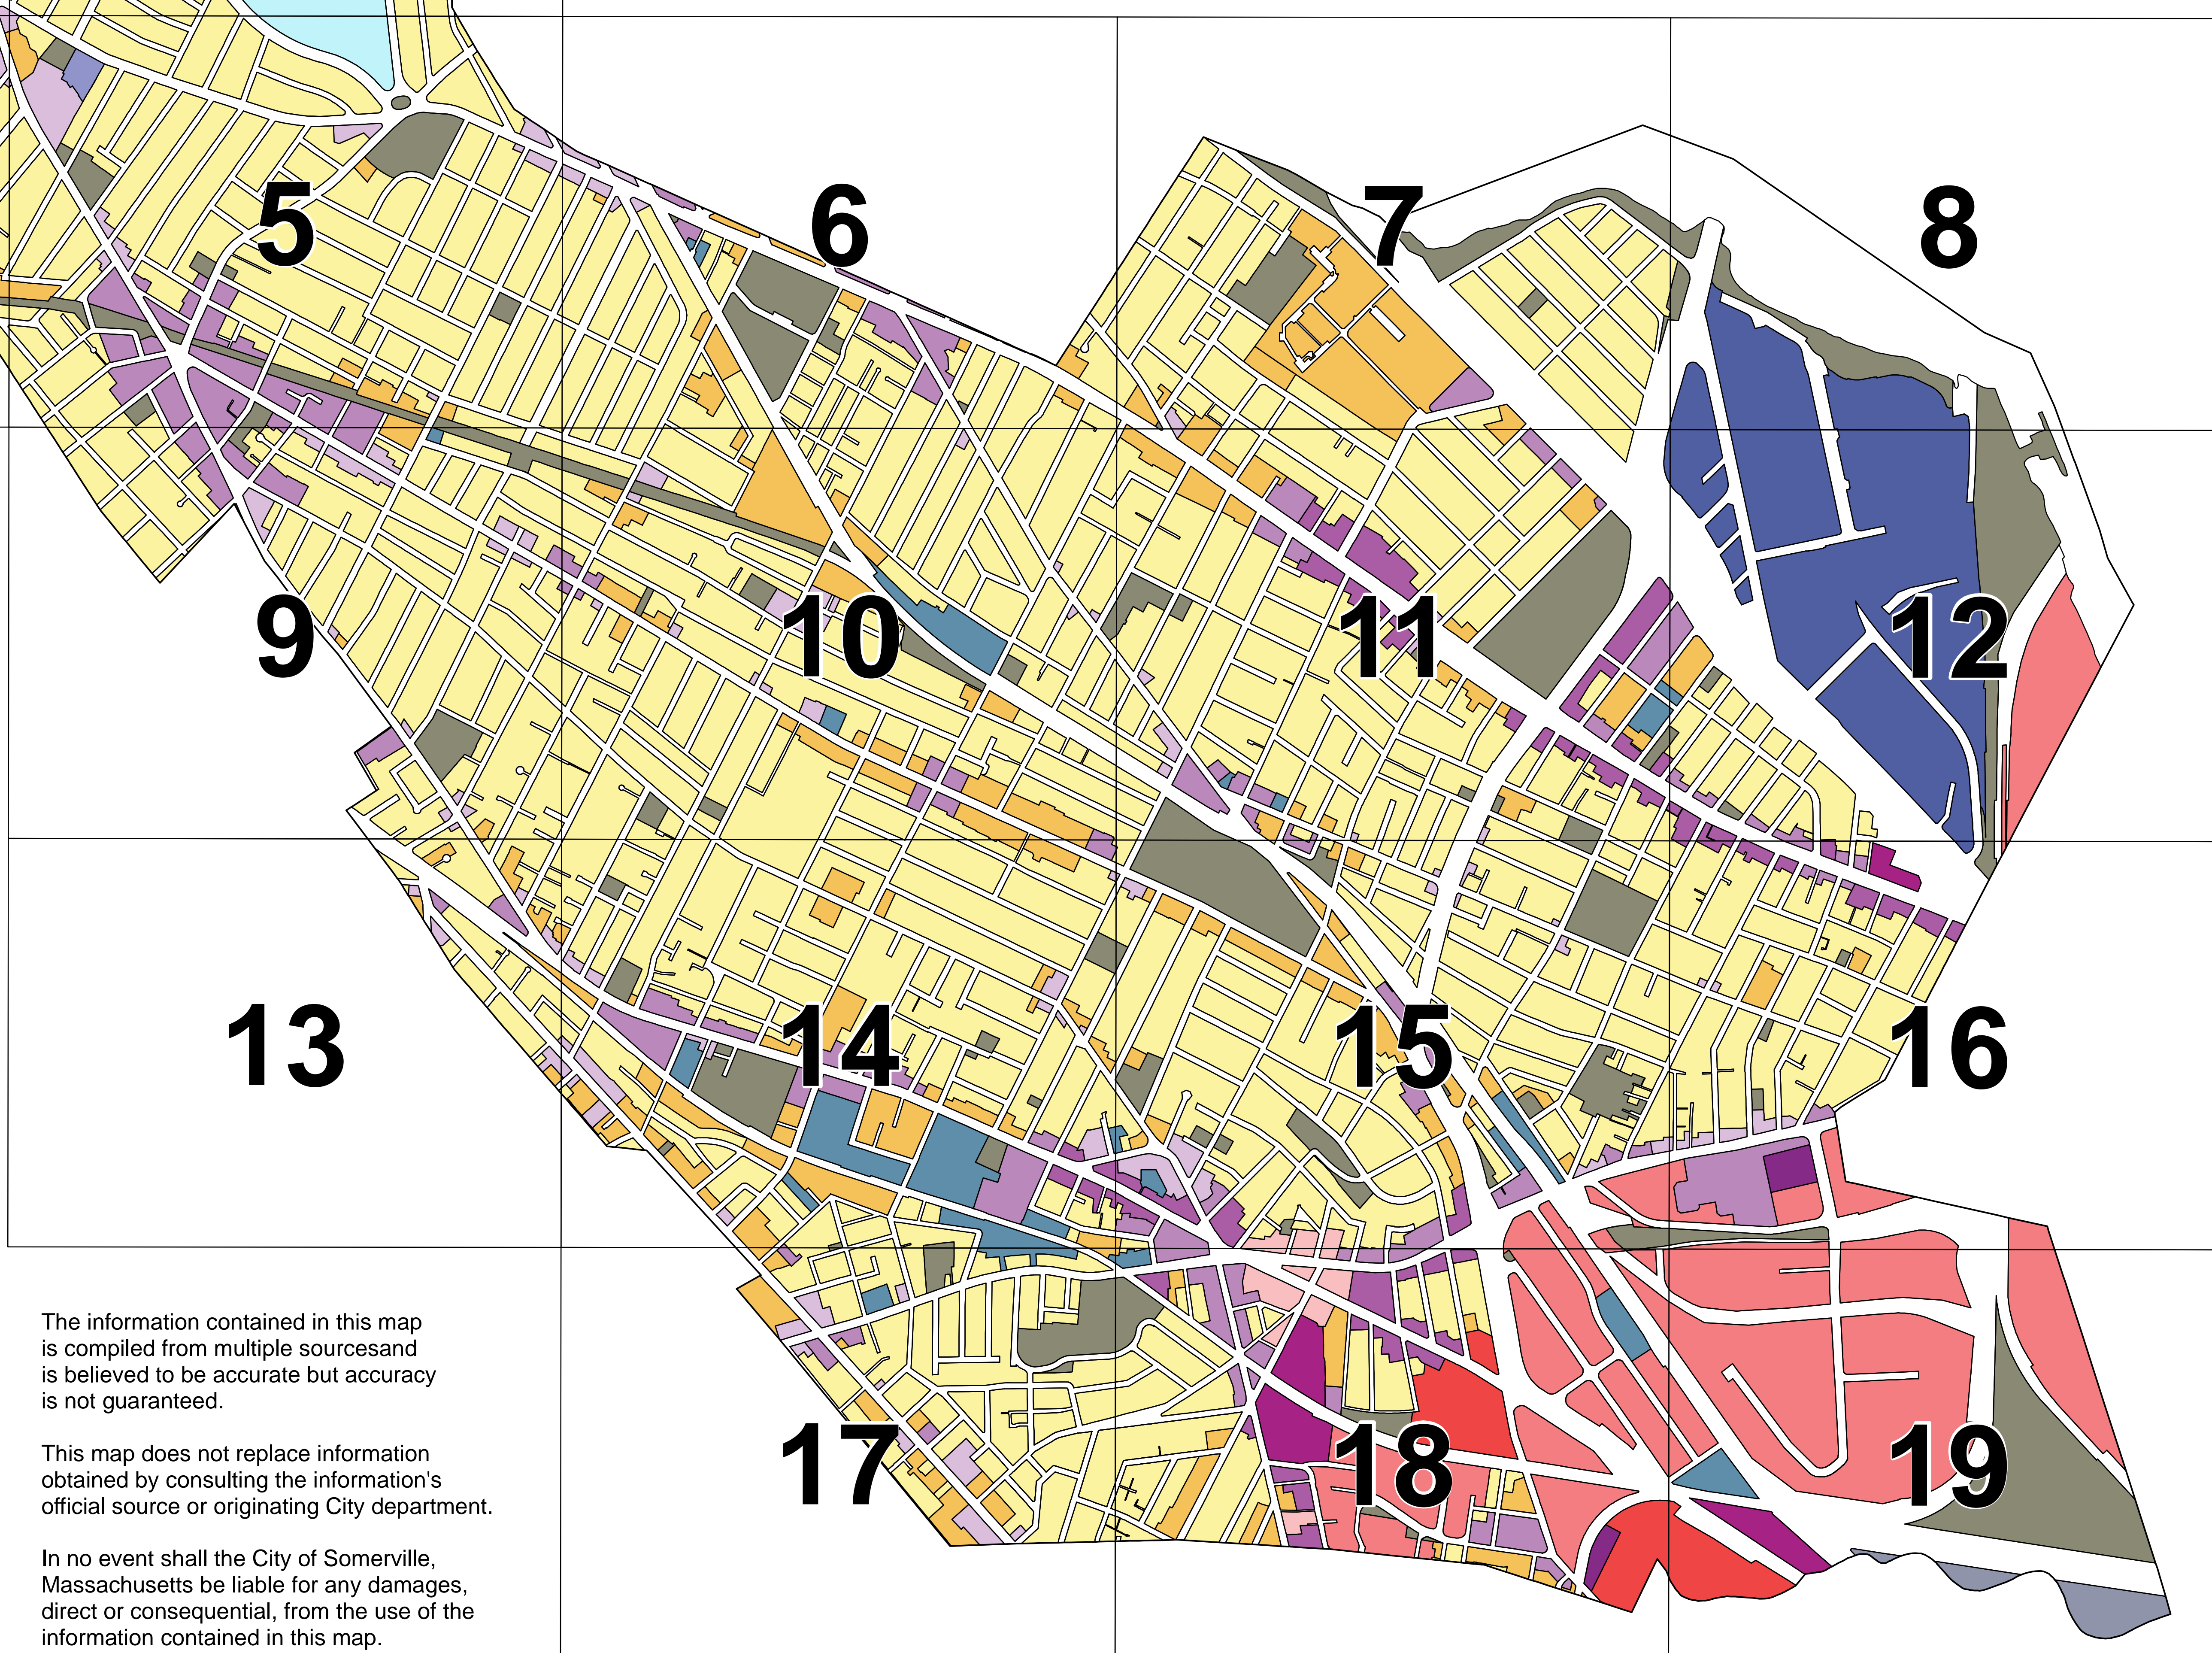 5
6
7
8
9
10
11
12
13
14
15
16
17
18
19
The information contained in this map
is compiled from multiple sourcesand
is believed to be accurate but accuracy
is not guaranteed.
This map does not replace information
obtained by consulting the information's
official source or originating City department.
In no event shall the City of Somerville,
Massachusetts be liable for any damages,
direct or consequential, from the use of the
information contained in this map.